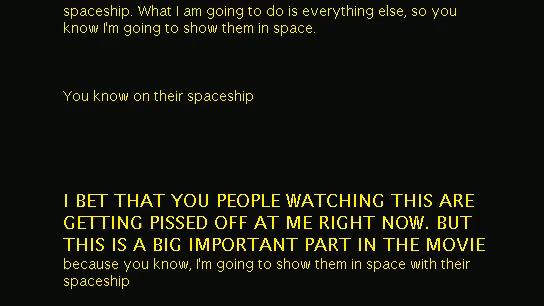 spaceship. What I am going to do is everything else, so you
know I'm going to show them in space.
You know on their spaceship
I BET THAT YOU PEOPLE WATCHING THIS ARE
GETTING PISSED OFF AT ME RIGHT NOW. BUT
THIS IS A BIG IMPORTANT PART IN THE MOVIE
because you know, I'm going to show them in space with their
spaceship